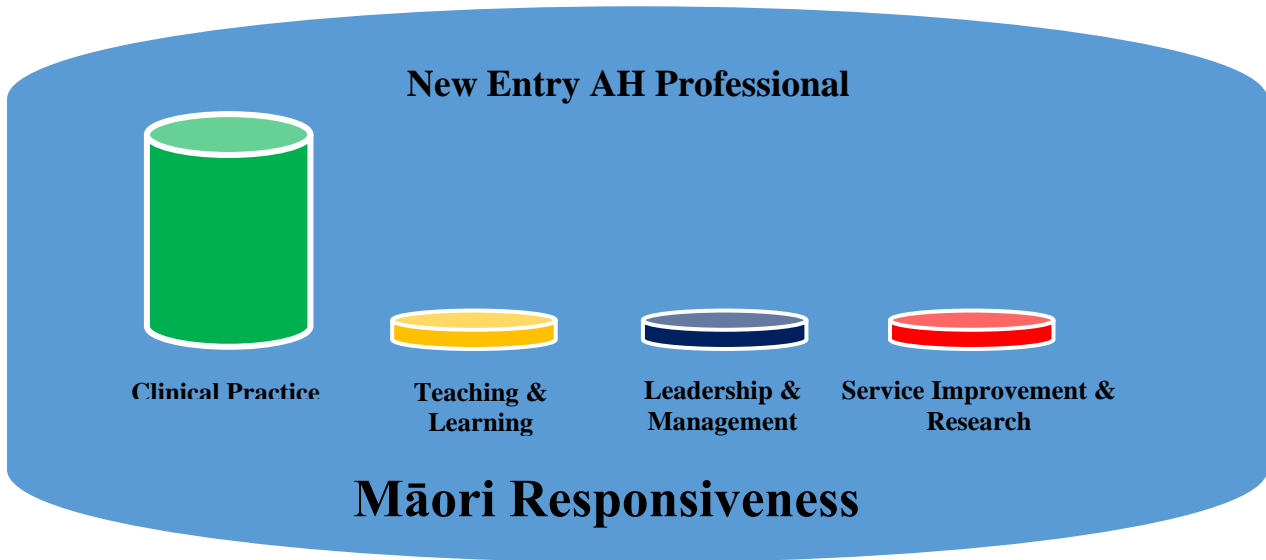 New Entry AH Professional
Clinical Practice
Teaching &
Learning
Leadership &
Management
Service Improvement &
Research
Māori Responsiveness